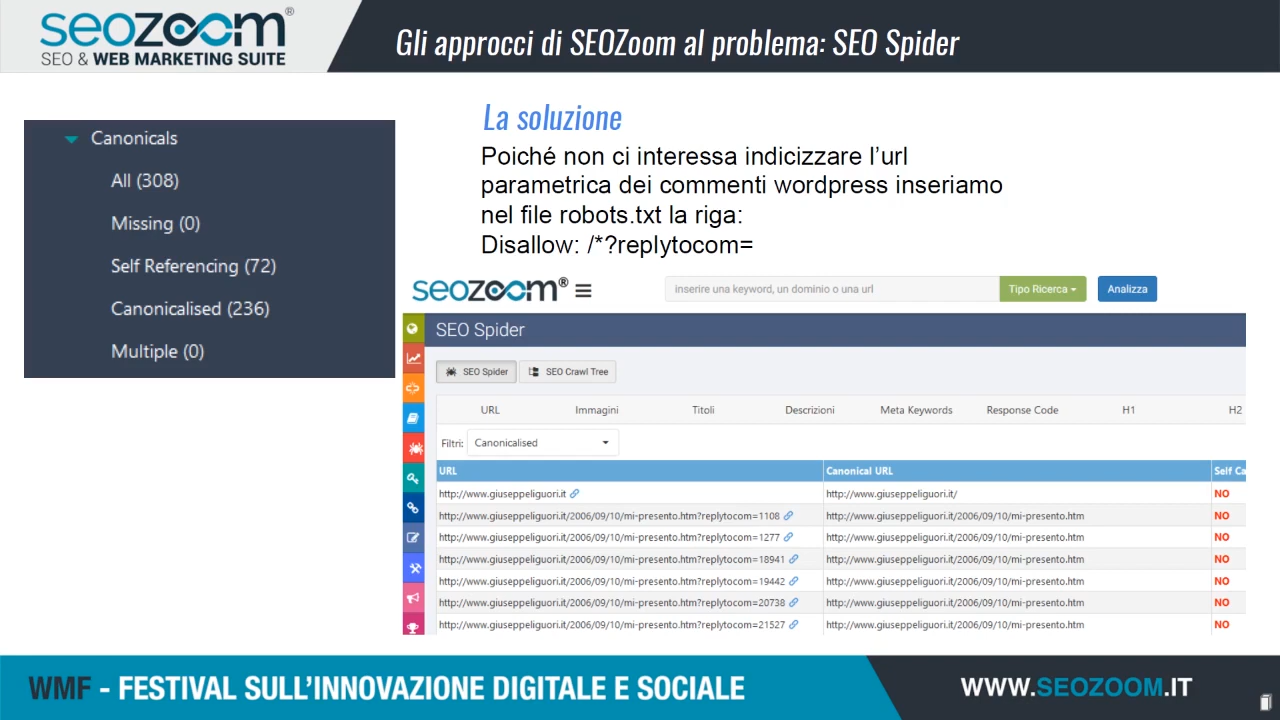 seozoom®
SEO & WEB MARKETING SUITE
Gli approcci di SEOZoom al problema: SEO Spider
Canonicals
All (308)
Missing (0)
Self Referencing (72)
Canonicalised (236)
Multiple (0)
La soluzione
Poiché non ci interessa indicizzare l’url
parametrica dei commenti wordpress inseriamo
nel file robots.txt la riga:
Disallow: /*?replytocom=
seozoom®
inserire una keyword, un dominio o una url
Tipo Ricerca
Analizza
SEO Spider
SEO Spider
SEO Crawl Tree
URL Immagini Titoli Descrizioni Meta Keywords Response Code H1 H2
Filtri: Canonicalised
URL Canonical URL Self Ca
http://www.giuseppeliguori.it http://www.giuseppeliguori.it/ NO
http://www.giuseppeliguori.it/2006/09/10/mi-presento.htm?replytocom=1108 http://www.giuseppeliguori.it/2006/09/10/mi-presento.htm NO
http://www.giuseppeliguori.it/2006/09/10/mi-presento.htm?replytocom=1277 http://www.giuseppeliguori.it/2006/09/10/mi-presento.htm NO
http://www.giuseppeliguori.it/2006/09/10/mi-presento.htm?replytocom=18941 http://www.giuseppeliguori.it/2006/09/10/mi-presento.htm NO
http://www.giuseppeliguori.it/2006/09/10/mi-presento.htm?replytocom=19442 http://www.giuseppeliguori.it/2006/09/10/mi-presento.htm NO
http://www.giuseppeliguori.it/2006/09/10/mi-presento.htm?replytocom=20738 http://www.giuseppeliguori.it/2006/09/10/mi-presento.htm NO
http://www.giuseppeliguori.it/2006/09/10/mi-presento.htm?replytocom=21527 http://www.giuseppeliguori.it/2006/09/10/mi-presento.htm NO
WMF - FESTIVAL SULL’INNOVAZIONE DIGITALE E SOCIALE
WWW.SEOZOOM.IT